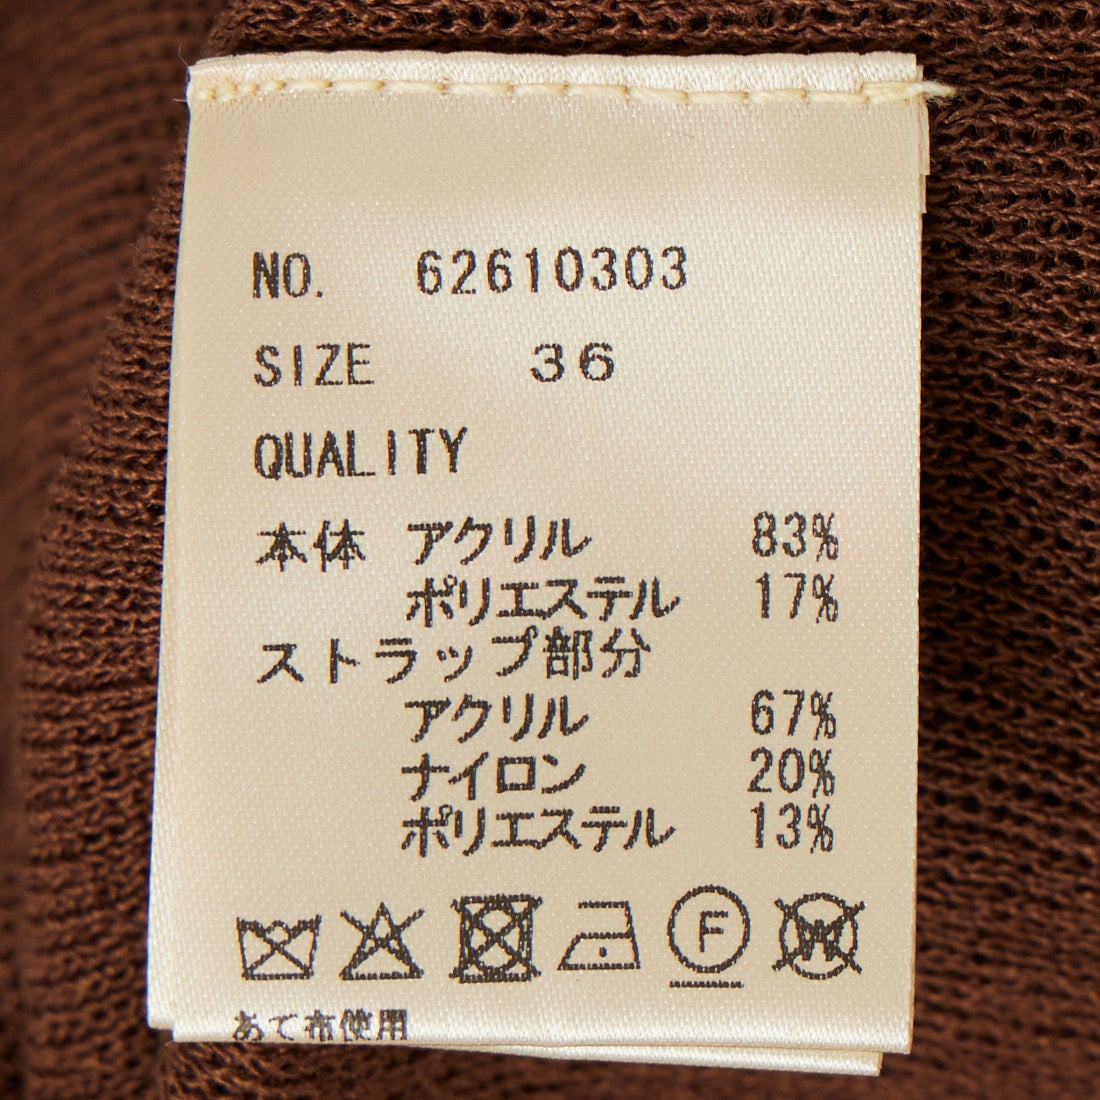 NO. 62610303
SIZE 36
QUALITY
本体 アクリル 83%
ポリエステル 17%
ストラップ部分
アクリル 67%
ナイロン 20%
ポリエステル 13%
F W
あて布使用